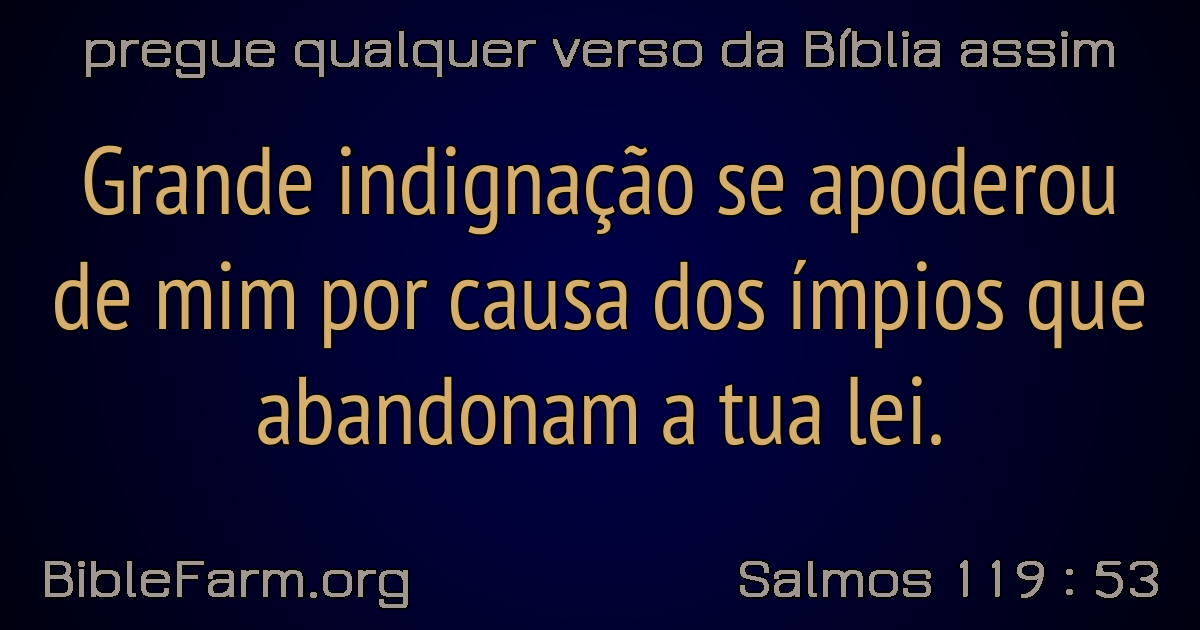 pregue qualquer verso da Bíblia assim
Grande indignação se apoderou
de mim por causa dos ímpios que
abandonam a tua lei.
BibleFarm.org
Salmos 119 : 53